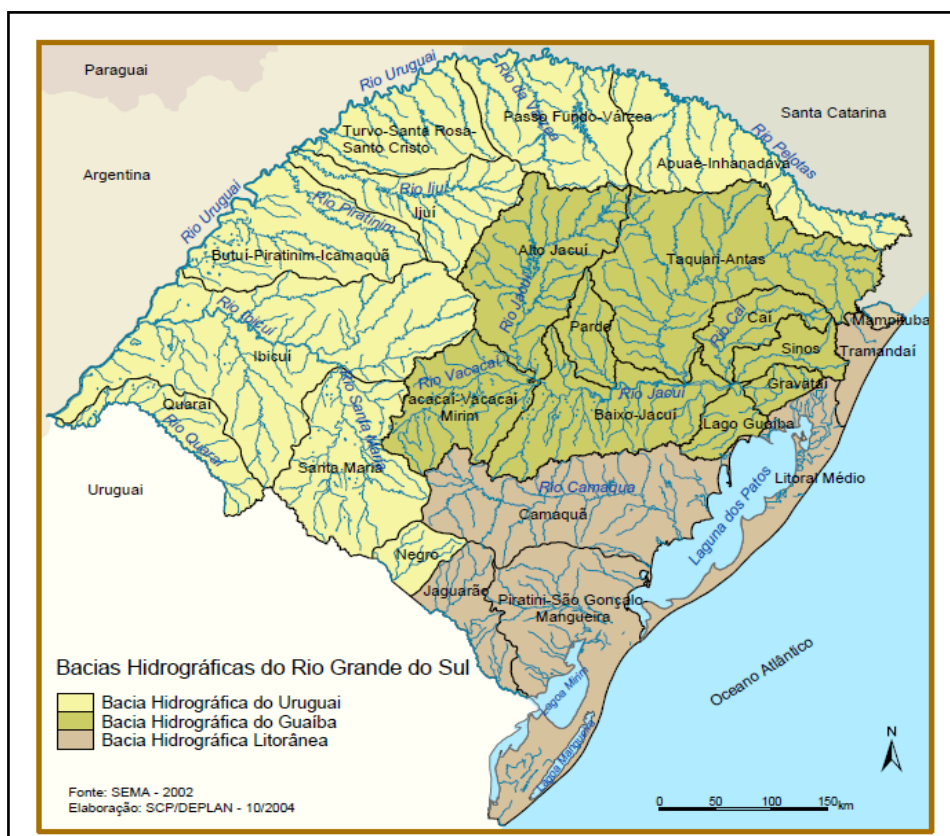 Paraguai
Rio Uruguai
Rio da Várzea
Passo Fundo-Várzea
Santa Catarina
Turvo-Santa Rosa-
Santo Cristo
Rio Pelotas
Apuaê-Inhandava
Argentina
Rio Ijuí
Ijuí
Rio Piratinim
Rio Uruguai
Butuí-Piratinim-Icamaquã
Alto Jacuí
Taquari-Antas
Rio Jacuí
Rio Ibicuí
Ibicuí
Pardo
Rio Caí
Caí
Mampituba
Tramandaí
Sinos
Gravataí
Rio Vacacaí
Vacacaí-Vacacaí
Mirim
Rio Jacuí
Baixo-Jacuí
Lago Guaíba
Quaraí
Rio Quaraí
Rio Santa Maria
Santa Maria
Uruguai
Litoral Médio
Laguna dos Patos
Rio Camaqua
Camaquã
Negro
Jaguarão
Piratini-São Gonçalo-
Mangueira
Oceano Atlântico
Lagoa Mirim
Lagoa Mangueira
Bacias Hidrográficas do Rio Grande do Sul
Bacia Hidrográfica do Uruguai
Bacia Hidrográfica do Guaíba
Bacia Hidrográfica Litorânea
Fonte: SEMA - 2002
Elaboração: SCP/DEPLAN - 10/2004
N
0 50 100 150 km